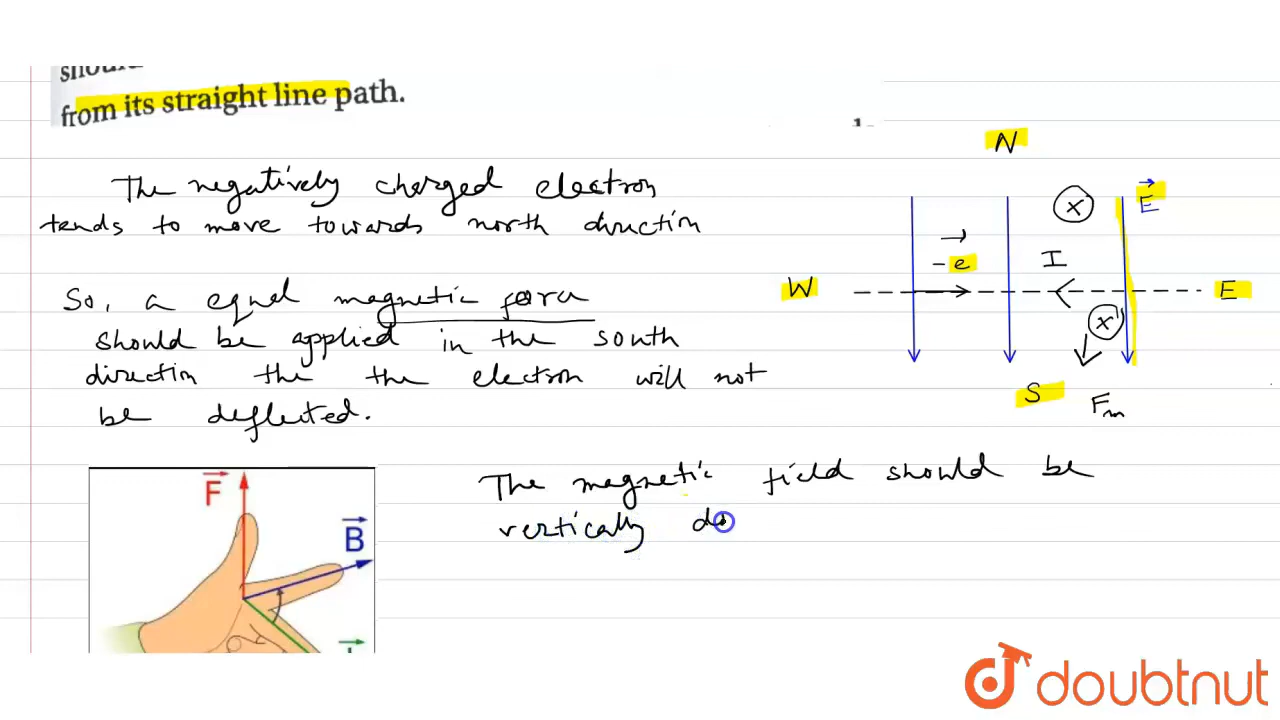 from its straight line path.
The negatively charged electron
tends to move towards north direction
So, a equal magnetic force
should be applied in the south
direction the the electron will not
be deflected.
N
x
E
- e
I
W
E
x
S
Fm
F
B
The magnetic field should be
vertically do
doubtnut